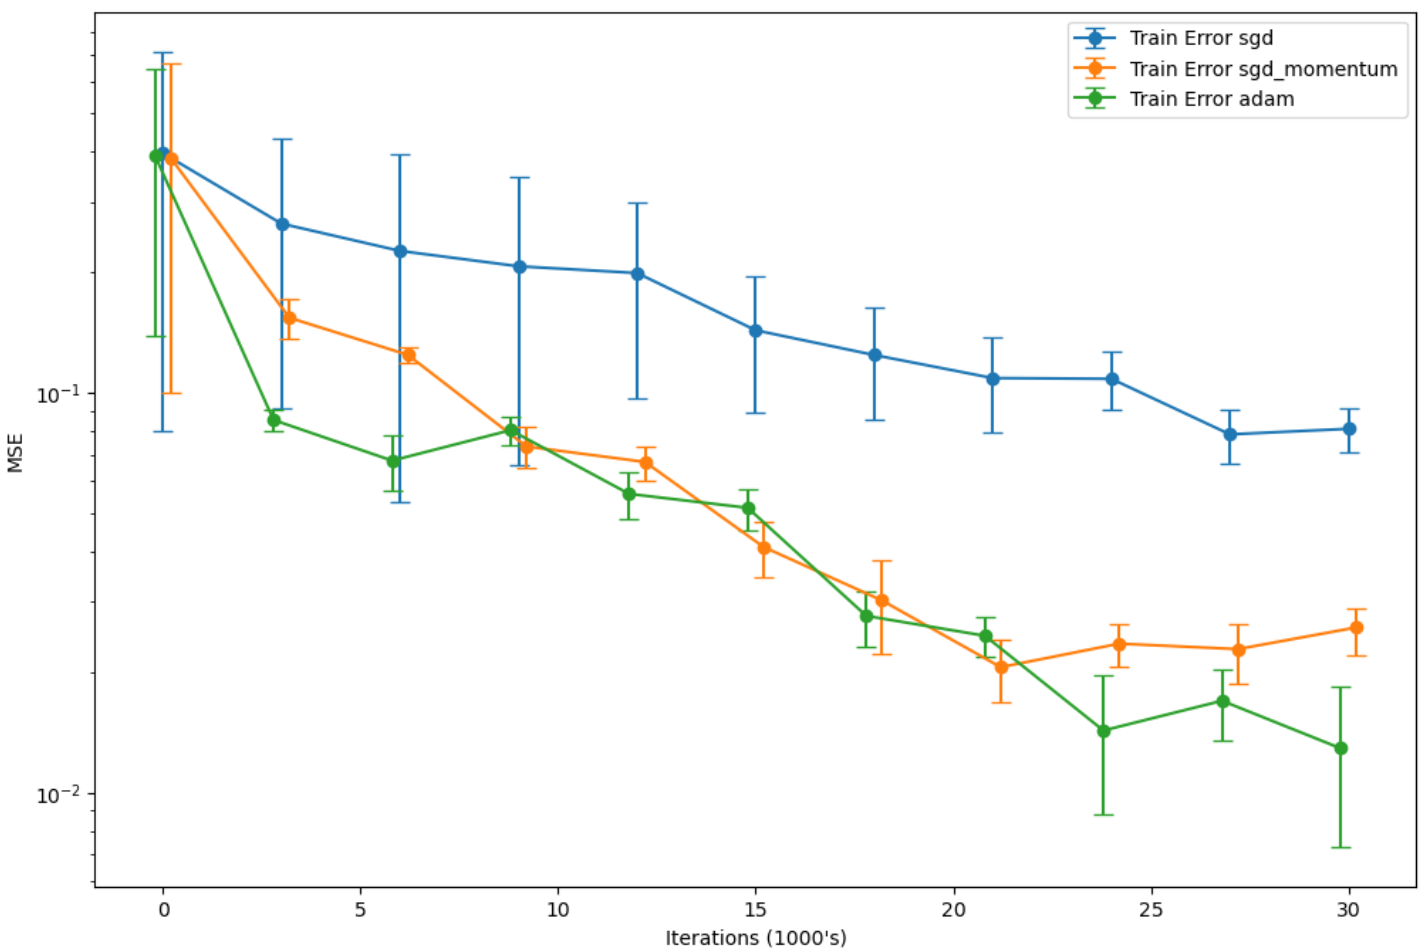 Train Error sgd
Train Error sgd_momentum
Train Error adam
MSE
10⁻¹
10⁻²
0 5 10 15 20 25 30
Iterations (1000's)